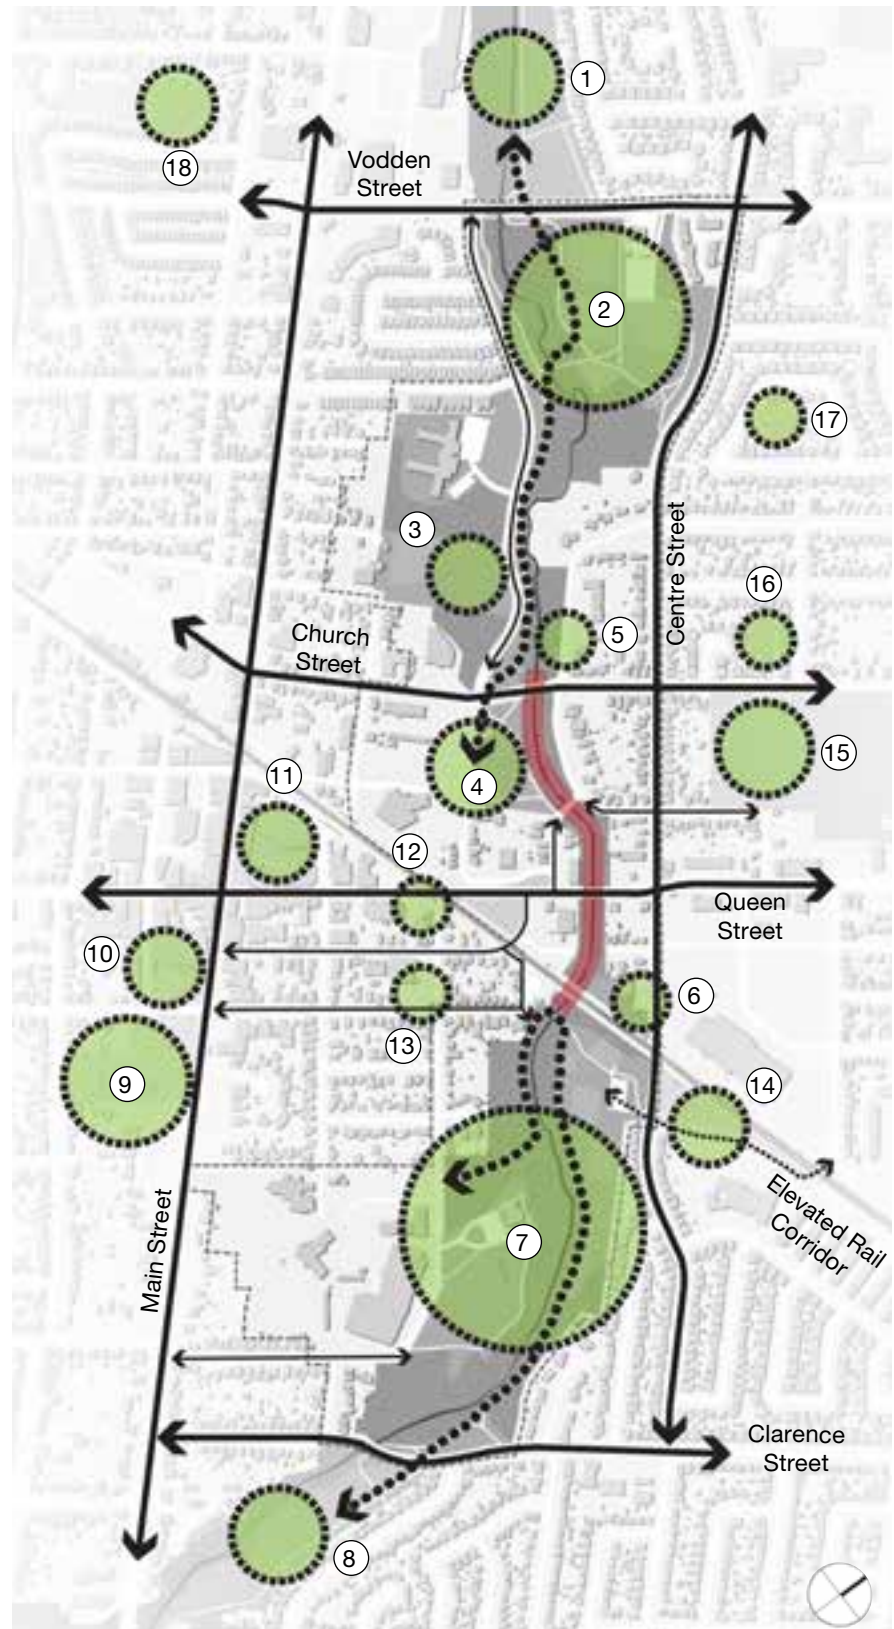 1
18
Vodden
Street
2
17
3
Centre Street
16
5
Church
Street
15
4
11
12
Queen
Street
10
6
13
9
14
Elevated Rail
Corridor
7
Main Street
Clarence
Street
8